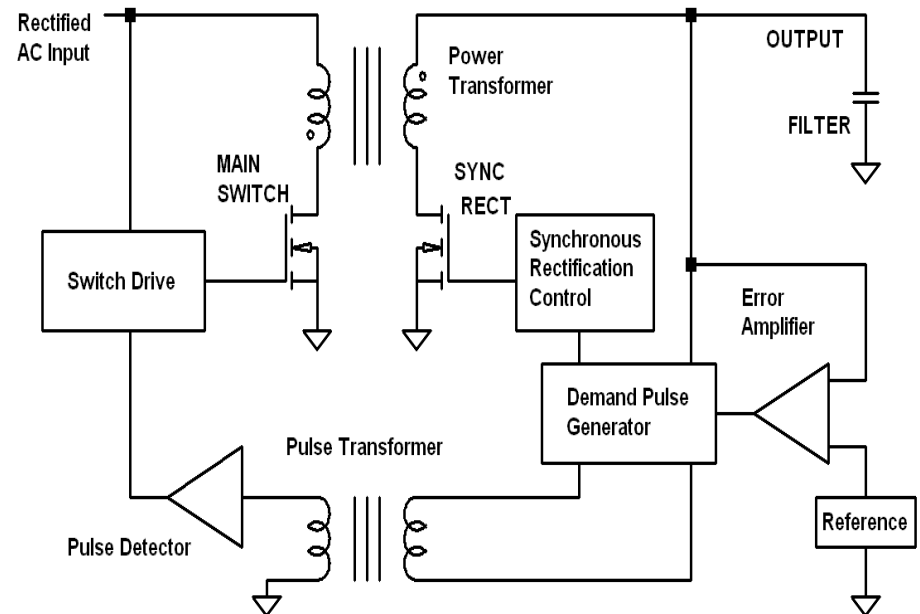 Rectified
AC Input
Power
Transformer
OUTPUT
FILTER
MAIN
SWITCH
SYNC
RECT
Switch Drive
Synchronous
Rectification
Control
Error
Amplifier
Demand Pulse
Generator
Pulse Transformer
Reference
Pulse Detector